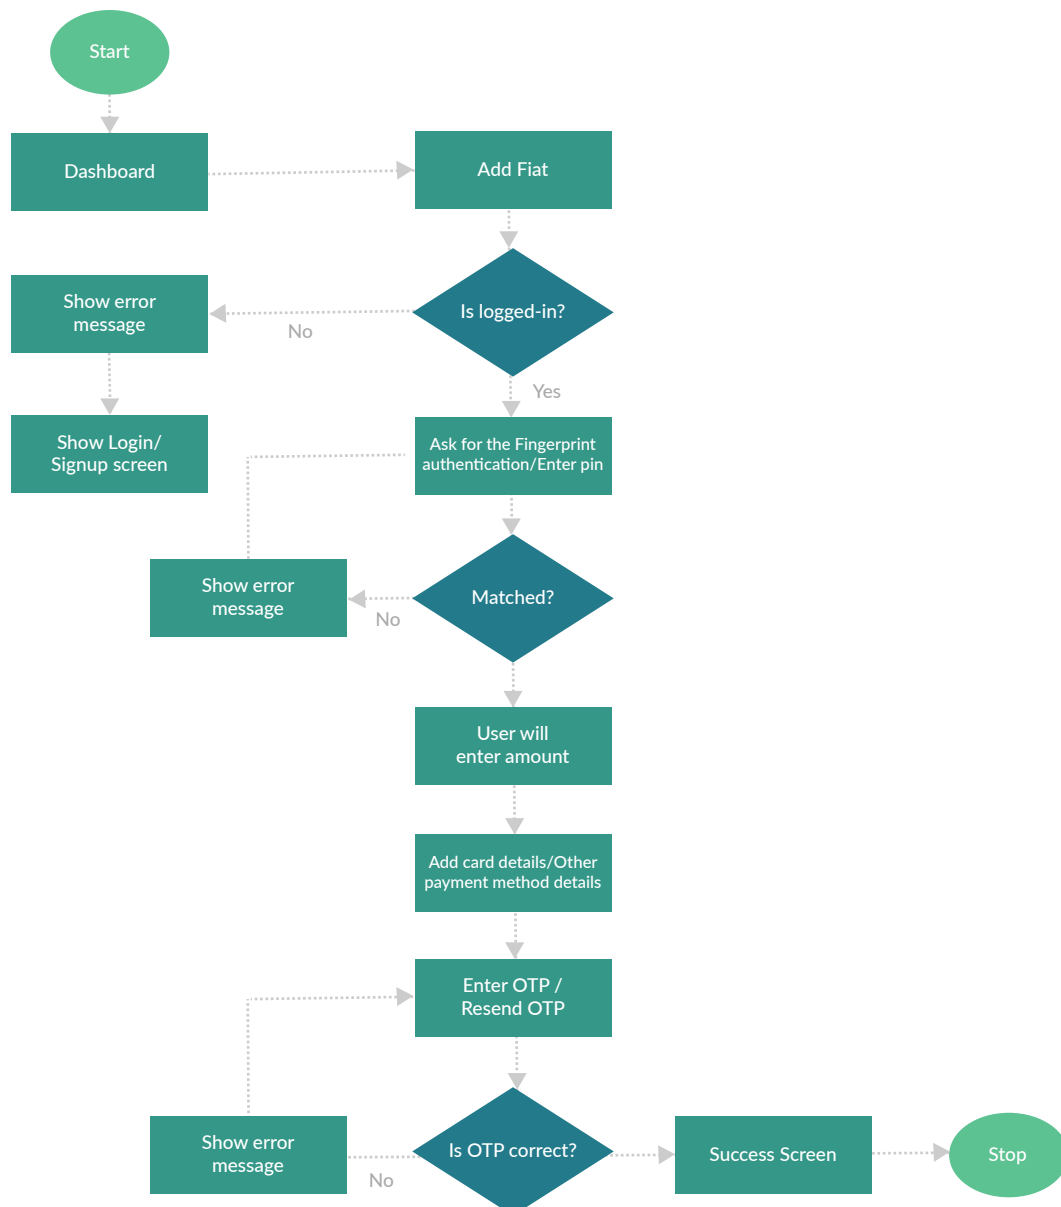 Start
Dashboard
Add Fiat
Is logged-in?
Show error
message
No
Yes
Show Login/
Signup screen
Ask for the Fingerprint
authentication/Enter pin
Matched?
Show error
message
No
User will
enter amount
Add card details/Other
payment method details
Enter OTP /
Resend OTP
Is OTP correct?
Show error
message
No
Success Screen
Stop